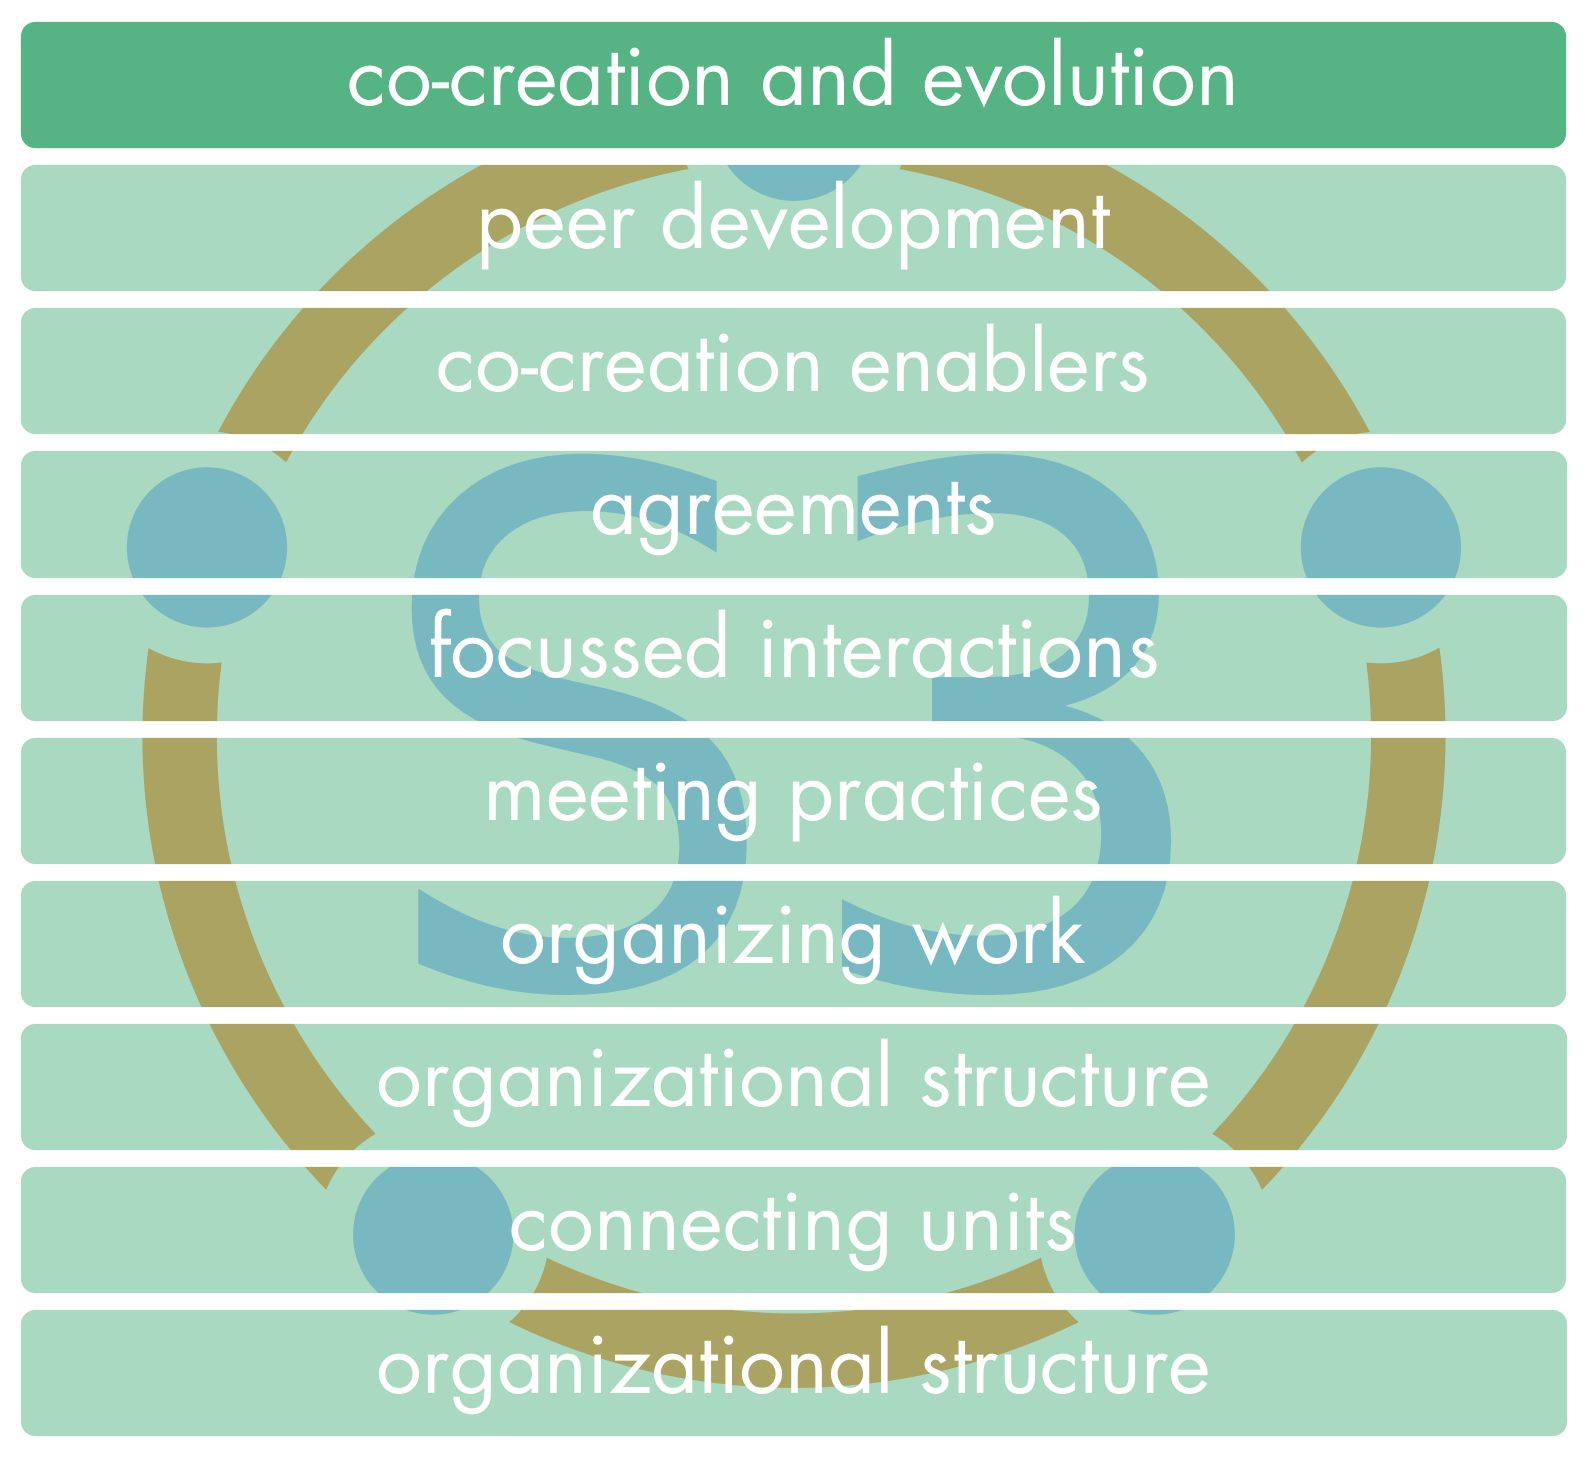 co-creation and evolution
peer development
co-creation enablers
agreements
S3
focussed interactions
meeting practices
organizing work
organizational structure
connecting units
organizational structure